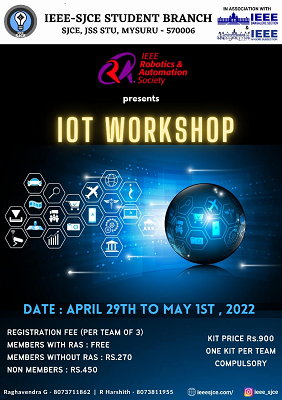 IEEE-SJCE STUDENT BRANCH
SJCE, JSS STU, MYSURU - 570006
IN ASSOCIATION WITH
IEEE
BANGALORE SECTION
&
IEEE
IEEE
Robotics &
Automation
Society
presents
IOT WORKSHOP
DATE : APRIL 29TH TO MAY 1ST , 2022
REGISTRATION FEE (PER TEAM OF 3)
MEMBERS WITH RAS : FREE
MEMBERS WITHOUT RAS : RS.270
NON MEMBERS : RS.450
KIT PRICE Rs.900
ONE KIT PER TEAM
COMPULSORY
Raghavendra G - 8073711862 | R Harshith - 8073811955
ieeesjce.com/
ieee_sjce